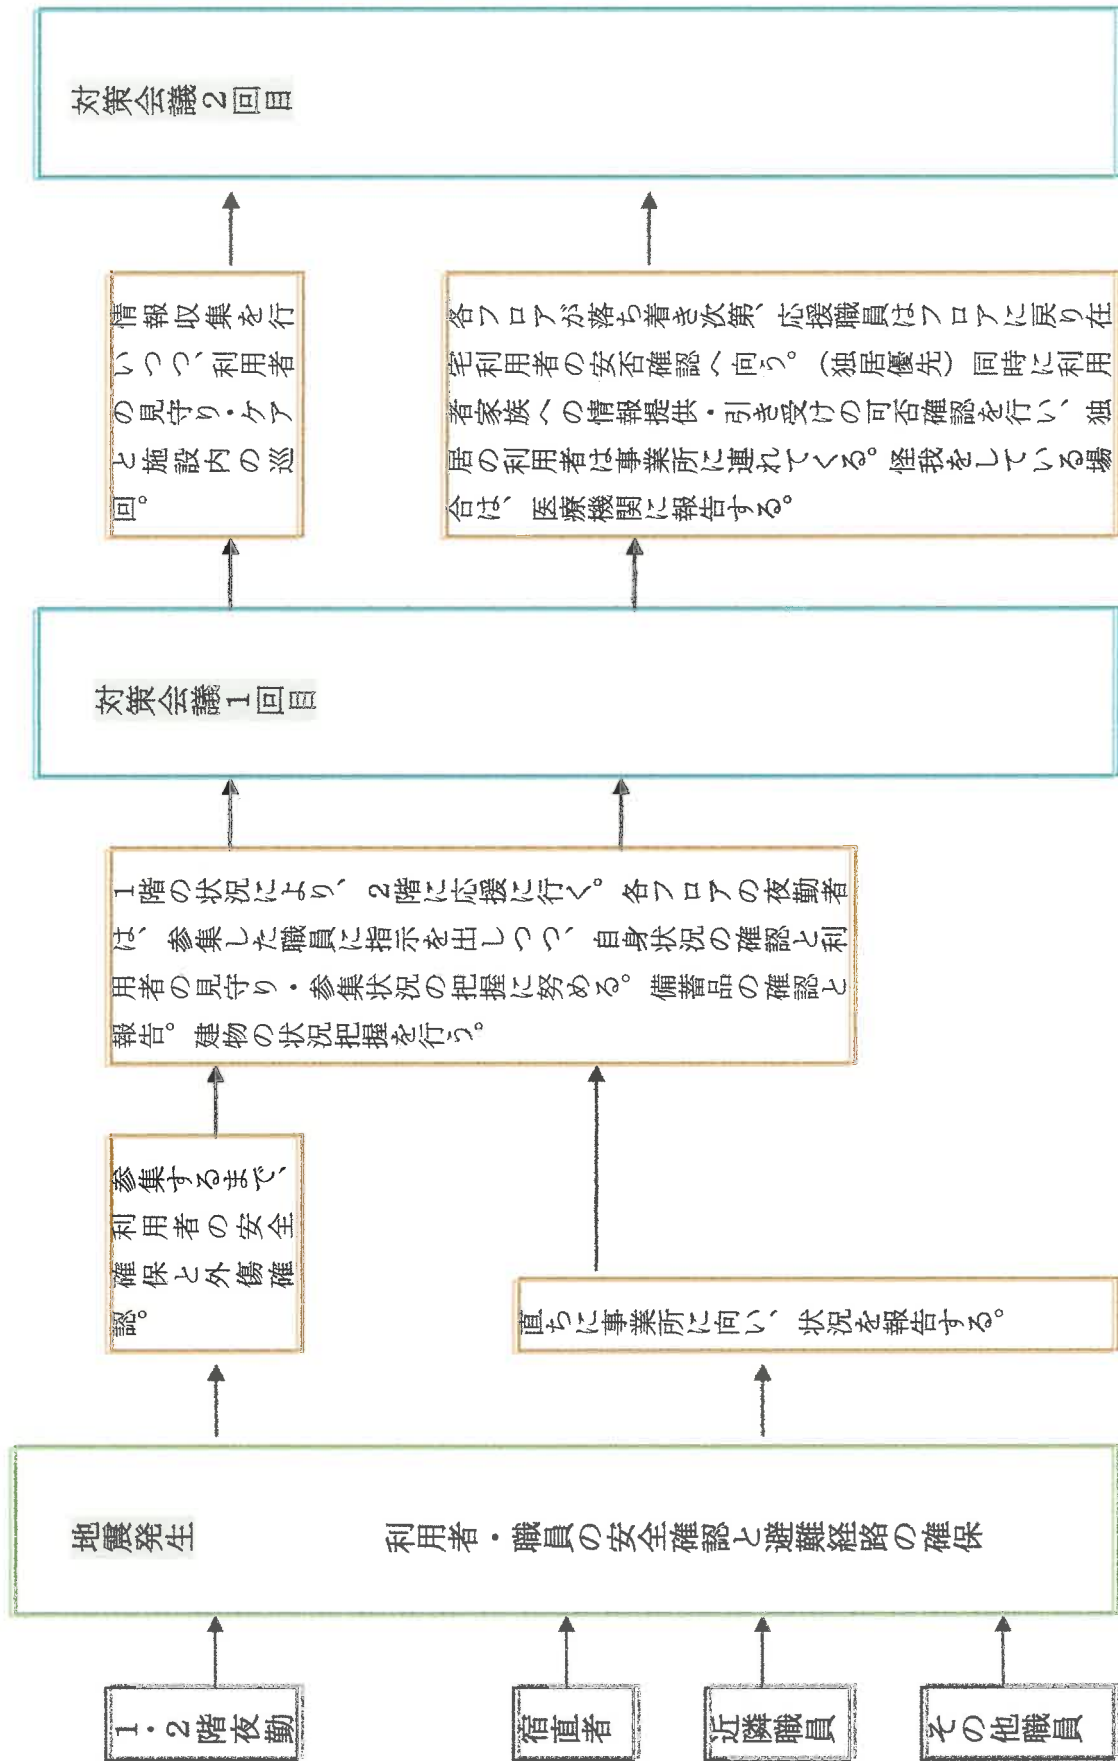 1・2階夜勤
宿直者
近隣職員
その他職員
地震発生
利用者・職員の安全確認と避難経路の確保
参集するまで、
利用者の安全
確保と外傷確
認。
直ちに事業所に向い、状況を報告する。
1階の状況により、2階に応援に行く。各フロアの夜勤者
は、参集した職員に指示を出しつつ、自身状況の確認と利
用者の見守り・参集状況の把握に努める。備蓄品の確認と
報告。建物の状況把握を行う。
対策会議1回目
情報収集を行
いつつ、利用者
の見守り・ケア
と施設内の巡
回。
各フロアが落ち着き次第、応援職員はフロアに戻り在
宅利用者の安否確認へ向う。（独居優先）同時に利用
者家族への情報提供・引き受けの可否確認を行い、独
居の利用者は事業所に連れてくる。怪我をしている場
合は、医療機関に報告する。
対策会議2回目